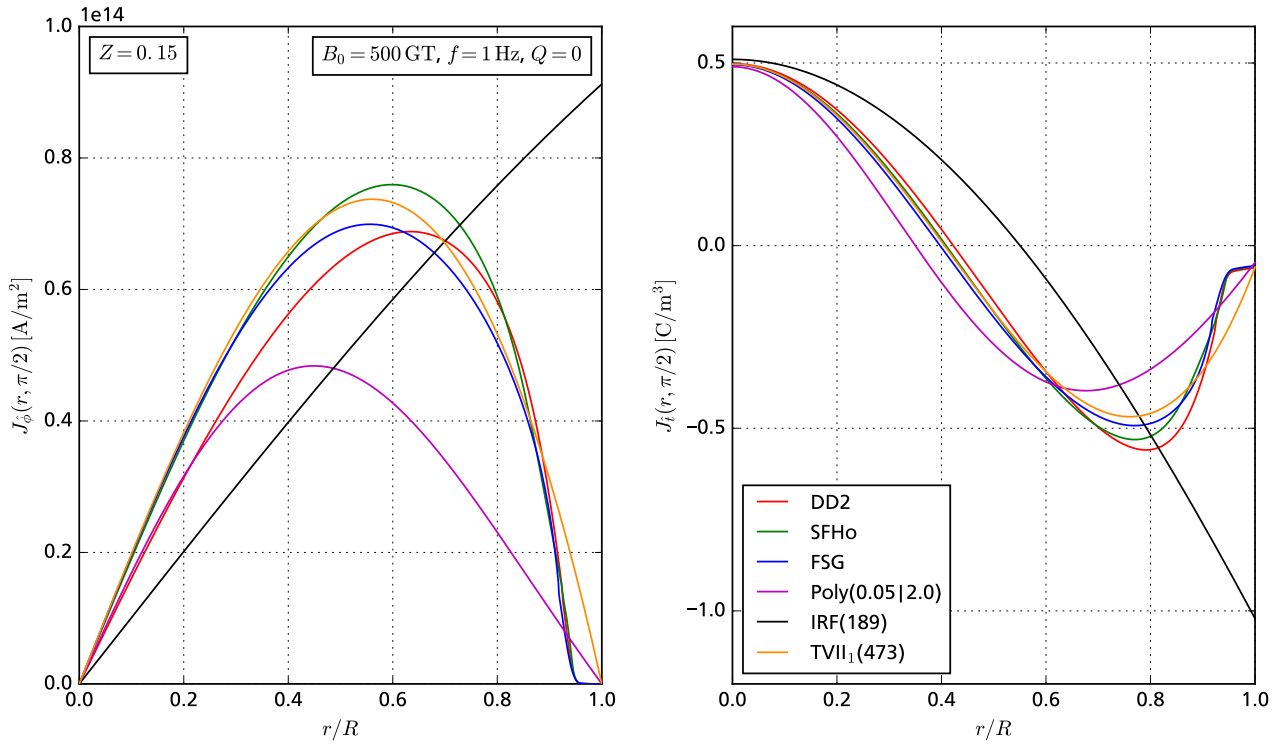 1e14
Z = 0.15
B₀ = 500 GT, f = 1 Hz, Q = 0
1.0
0.8
0.6
0.4
0.2
0.0
J_ϕ(r, π/2) [A/m²]
0.0 0.2 0.4 0.6 0.8 1.0
r/R
0.5
0.0
−0.5
−1.0
J_t̂(r, π/2) [C/m³]
DD2
SFHo
FSG
Poly(0.05|2.0)
IRF(189)
TVII₁(473)
0.0 0.2 0.4 0.6 0.8 1.0
r/R